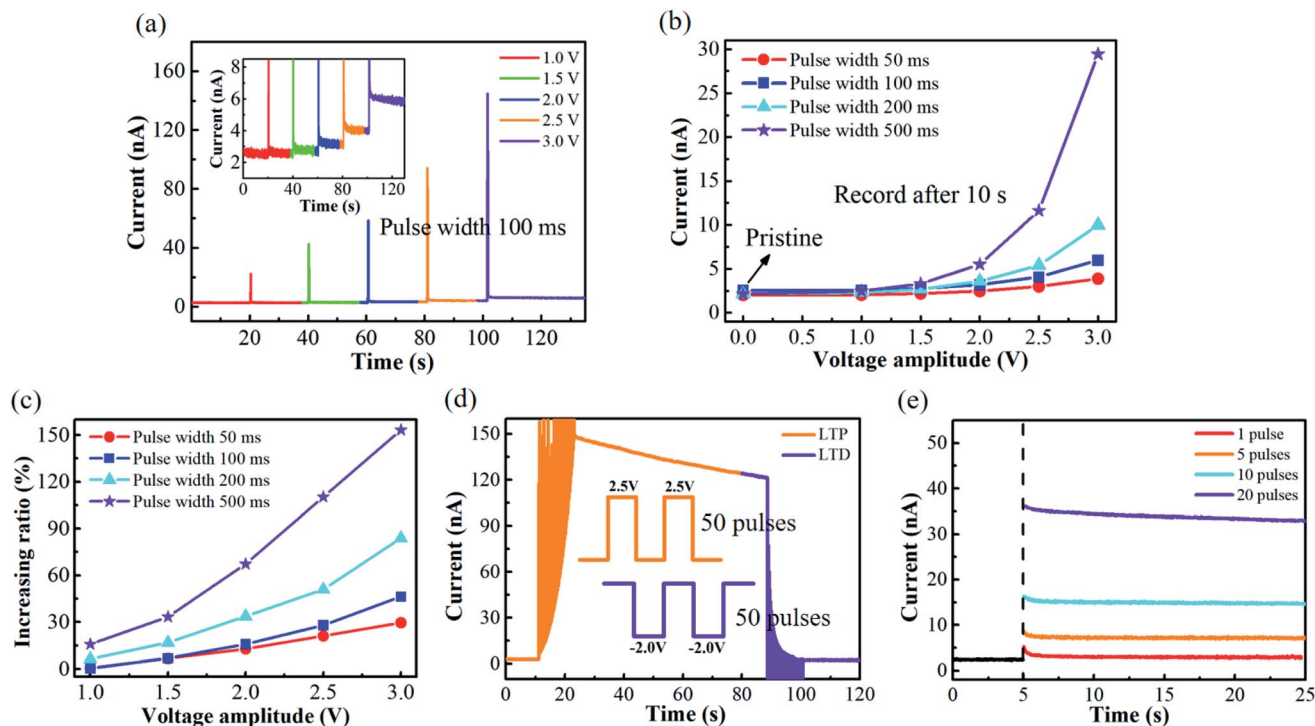 (a)
160
120
80
40
0
Current (nA)
20
40
60
80
100
120
Time (s)
1.0 V
1.5 V
2.0 V
2.5 V
3.0 V
Pulse width 100 ms
8
6
4
2
Current (nA)
0
40
80
120
Time (s)
(b)
30
25
20
15
10
5
0
Current (nA)
Pulse width 50 ms
Pulse width 100 ms
Pulse width 200 ms
Pulse width 500 ms
Record after 10 s
Pristine
0.0
0.5
1.0
1.5
2.0
2.5
3.0
Voltage amplitude (V)
(c)
150
120
90
60
30
0
Increasing ratio (%)
Pulse width 50 ms
Pulse width 100 ms
Pulse width 200 ms
Pulse width 500 ms
1.0
1.5
2.0
2.5
3.0
Voltage amplitude (V)
(d)
150
120
90
60
30
0
Current (nA)
LTP
LTD
2.5V
2.5V
50 pulses
50 pulses
-2.0V
-2.0V
0
20
40
60
80
100
120
Time (s)
(e)
50
40
30
20
10
0
Current (nA)
1 pulse
5 pulses
10 pulses
20 pulses
0
5
10
15
20
25
Time (s)